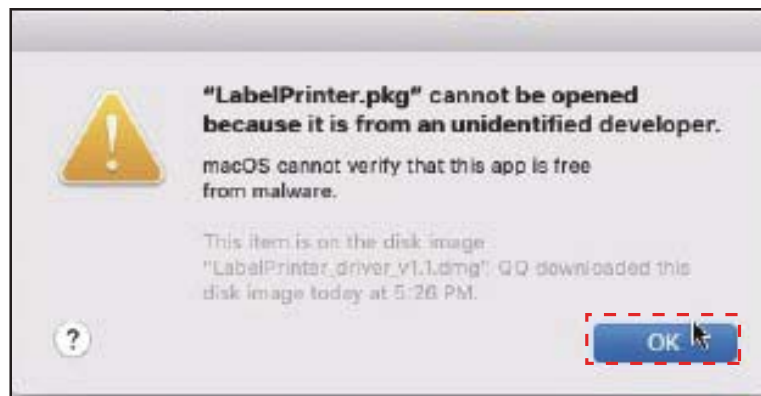 "LabelPrinter.pkg" cannot be opened
because it is from an unidentified developer.
macOS cannot verify that this app is free
from malware.
This item is on the disk image
"LabelPrinter_driver_v1.1.dmg". QQ downloaded this
disk image today at 5:26 PM.
?
OK